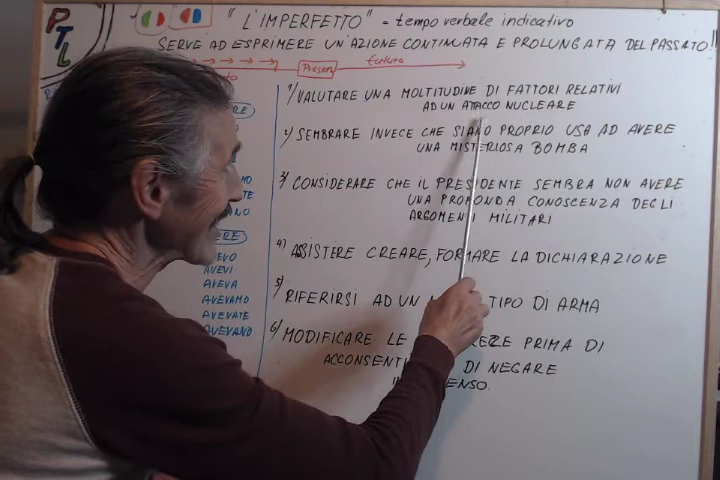 PTL
"L'IMPERFETTO" = tempo verbale indicativo
SERVE AD ESPRIMERE UN'AZIONE CONTINUATA E PROLUNGATA DEL PASSATO!!
Presen
futuro
1/ VALUTARE UNA MOLTITUDINE DI FATTORI RELATIVI
AD UN ATTACCO NUCLEARE
2/ SEMBRARE INVECE CHE SIANO PROPRIO USA AD AVERE
UNA MISTERIOSA BOMBA
3/ CONSIDERARE CHE IL PRESIDENTE SEMBRA NON AVERE
UNA PROFONDA CONOSCENZA DEGLI
ARGOMENTI MILITARI
4/ ASSISTERE CREARE, FORMARE LA DICHIARAZIONE
5/ RIFERIRSI AD UN TIPO DI ARMA
6/ MODIFICARE LE PRIMA DI
DI NEGARE
AVEVI
AVEVA
AVEVAMO
AVEVATE
AVEVANO